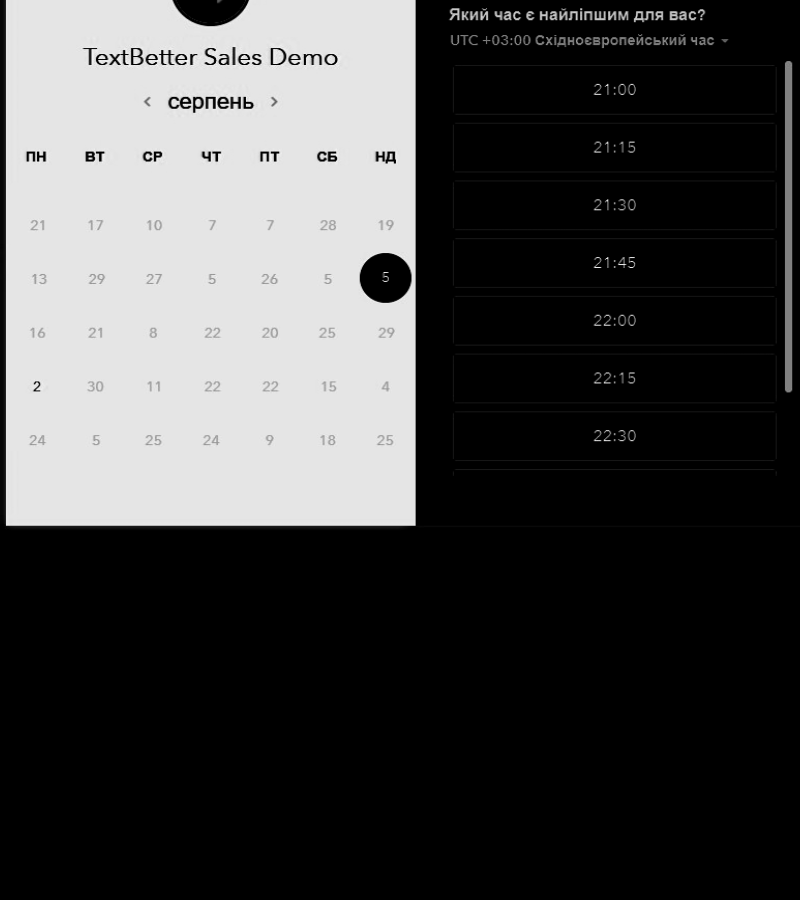 TextBetter Sales Demo
серпень
ПН ВТ СР ЧТ ПТ СБ НД
21 17 10 7 7 28 19
13 29 27 5 26 5 5
16 21 8 22 20 25 29
2 30 11 22 22 15 4
24 5 25 24 9 18 25
Який час є найліпшим для вас?
UTC +03:00 Східноєвропейський час
21:00
21:15
21:30
21:45
22:00
22:15
22:30